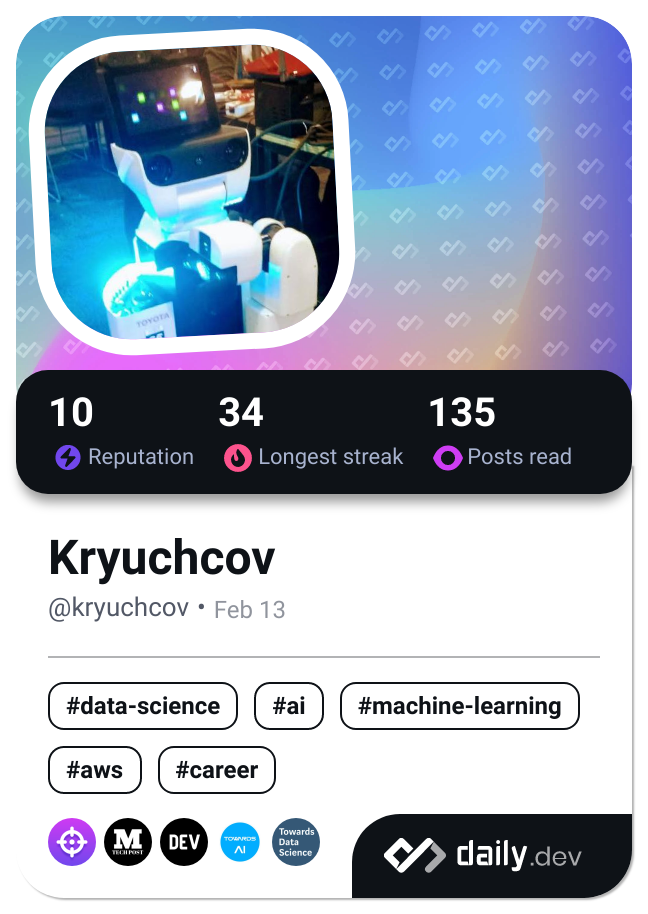 TOYOTA
10
34
135
Reputation
Longest streak
Posts read
Kryuchcov
@kryuchcov • Feb 13
#data-science
#ai
#machine-learning
#aws
#career
M
TECH POST
DEV
TOWARDS
AI
Towards
Data
Science
daily.dev